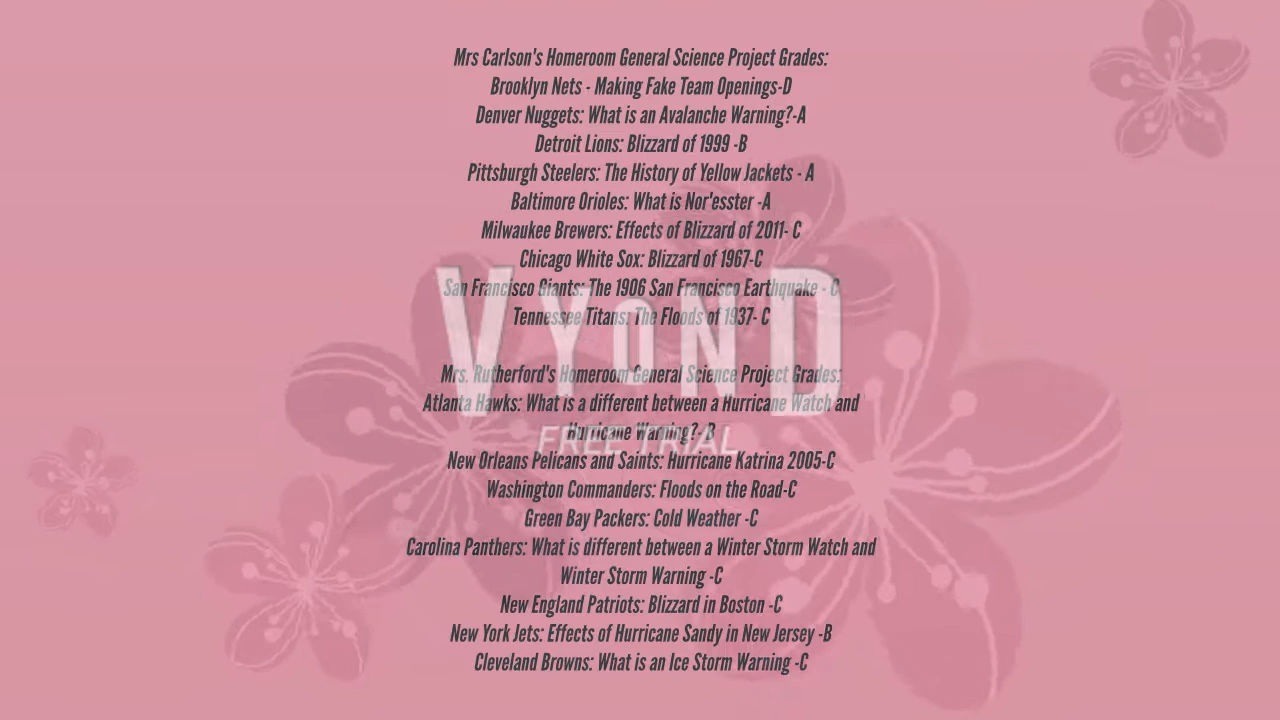 Mrs Carlson's Homeroom General Science Project Grades:
Brooklyn Nets - Making Fake Team Openings-D
Denver Nuggets: What is an Avalanche Warning?-A
Detroit Lions: Blizzard of 1999 -B
Pittsburgh Steelers: The History of Yellow Jackets - A
Baltimore Orioles: What is Nor'esster -A
Milwaukee Brewers: Effects of Blizzard of 2011- C
Chicago White Sox: Blizzard of 1967-C
San Francisco Giants: The 1906 San Francisco Earthquake - C
Tennessee Titans: The Floods of 1937- C
Mrs. Rutherford's Homeroom General Science Project Grades:
Atlanta Hawks: What is a different between a Hurricane Watch and
Hurricane Warning?- B
New Orleans Pelicans and Saints: Hurricane Katrina 2005-C
Washington Commanders: Floods on the Road-C
Green Bay Packers: Cold Weather -C
Carolina Panthers: What is different between a Winter Storm Watch and
Winter Storm Warning -C
New England Patriots: Blizzard in Boston -C
New York Jets: Effects of Hurricane Sandy in New Jersey -B
Cleveland Browns: What is an Ice Storm Warning -C
VYOND
FREE TRIAL